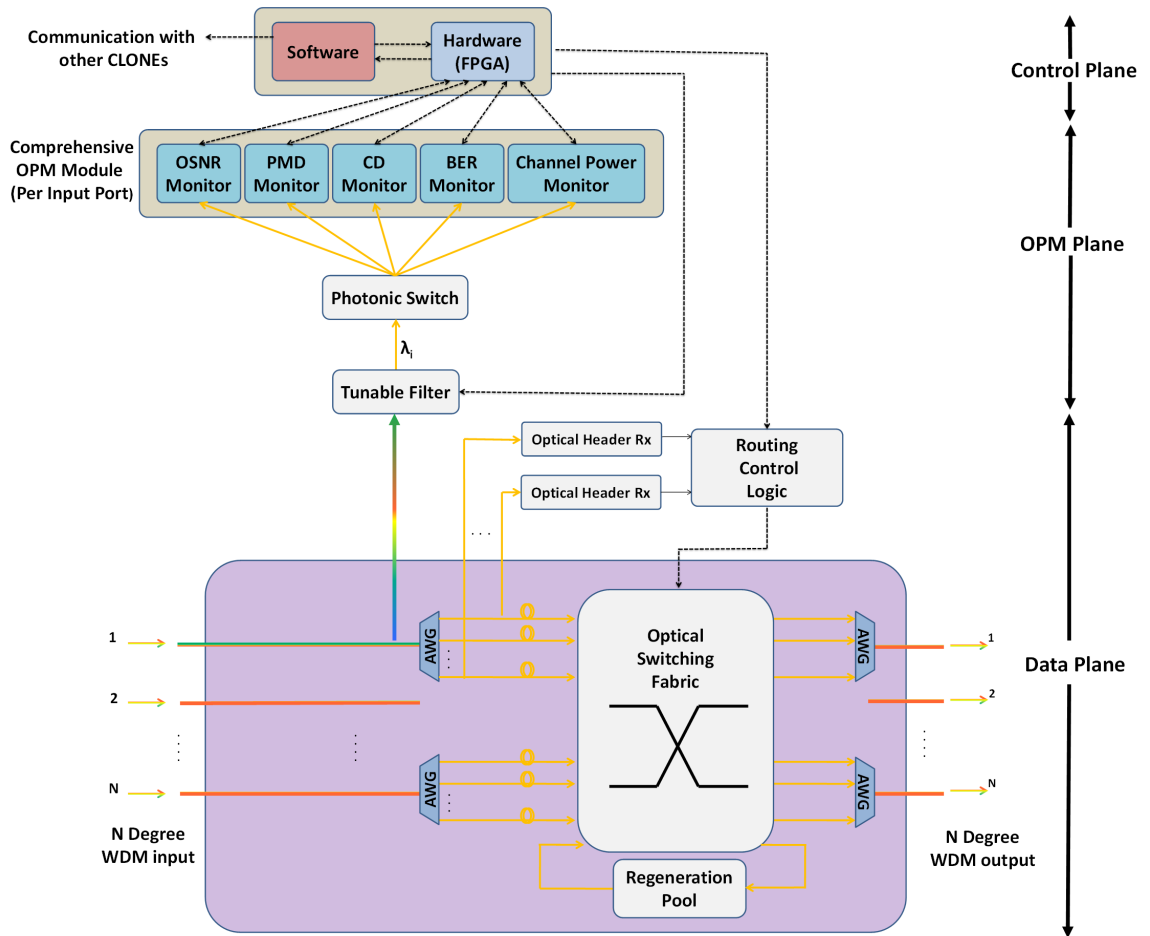 Communication with
other CLONEs
Software
Hardware
(FPGA)
Control Plane
Comprehensive
OPM Module
(Per Input Port)
OSNR
Monitor
PMD
Monitor
CD
Monitor
BER
Monitor
Channel Power
Monitor
OPM Plane
Photonic Switch
λi
Tunable Filter
Optical Header Rx
Optical Header Rx
Routing
Control
Logic
. . .
1
AWG
Optical
Switching
Fabric
AWG
1
Data Plane
2
2
N
AWG
AWG
N
N Degree
WDM input
N Degree
WDM output
Regeneration
Pool